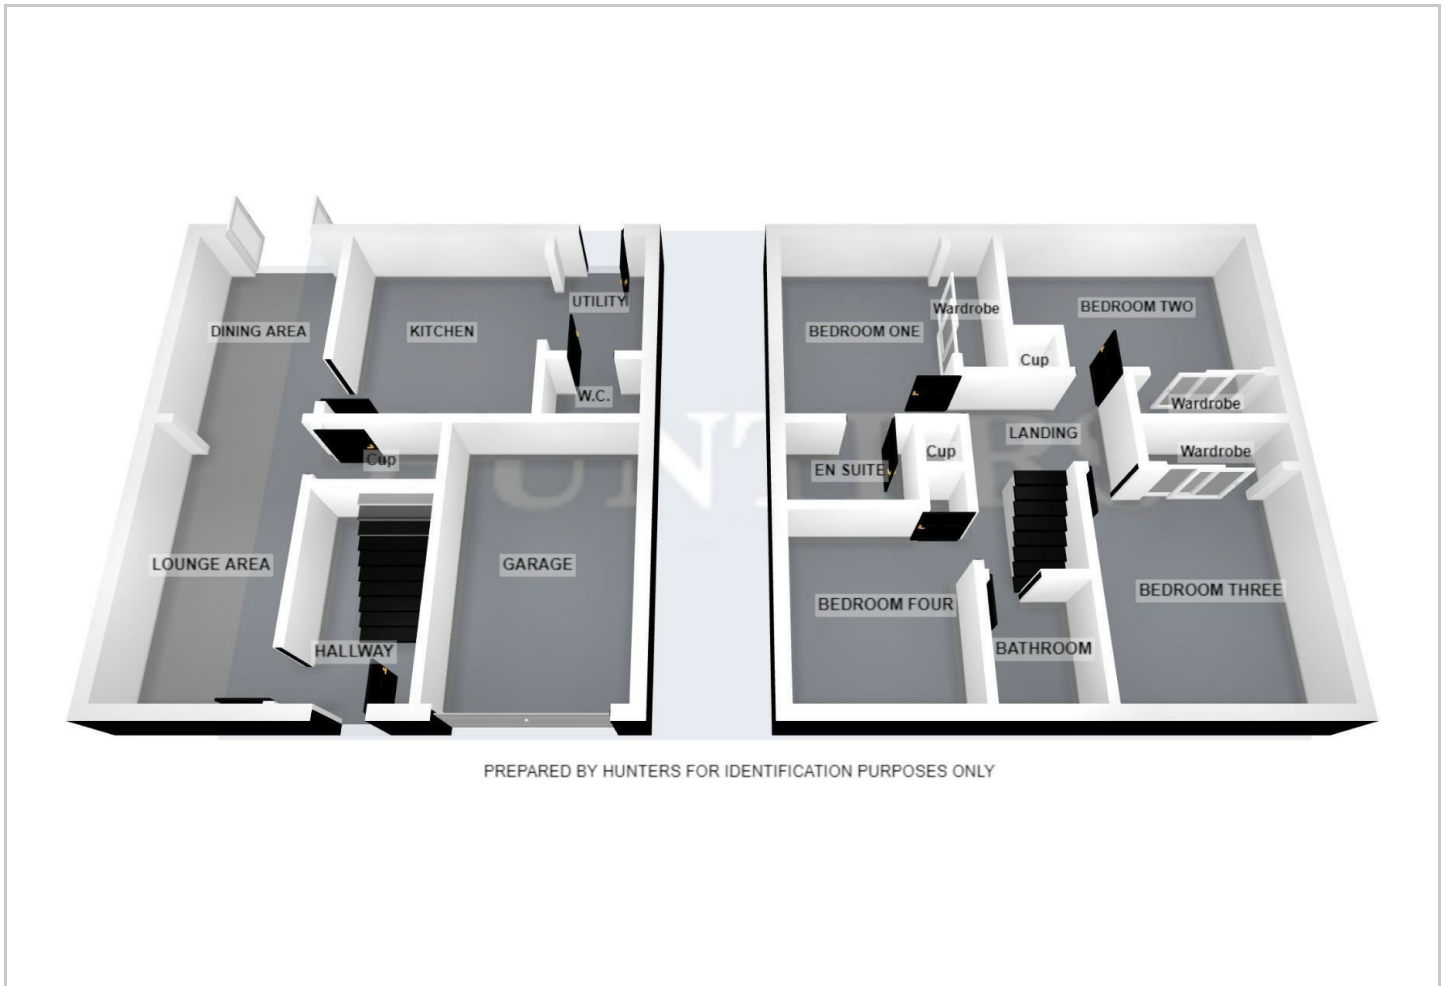 DINING AREA
KITCHEN
UTILITY
W.C.
Cup
LOUNGE AREA
HALLWAY
GARAGE
BEDROOM ONE
Wardrobe
BEDROOM TWO
Cup
Wardrobe
LANDING
Wardrobe
EN SUITE
Cup
BEDROOM FOUR
BATHROOM
BEDROOM THREE
HUNTERS
PREPARED BY HUNTERS FOR IDENTIFICATION PURPOSES ONLY